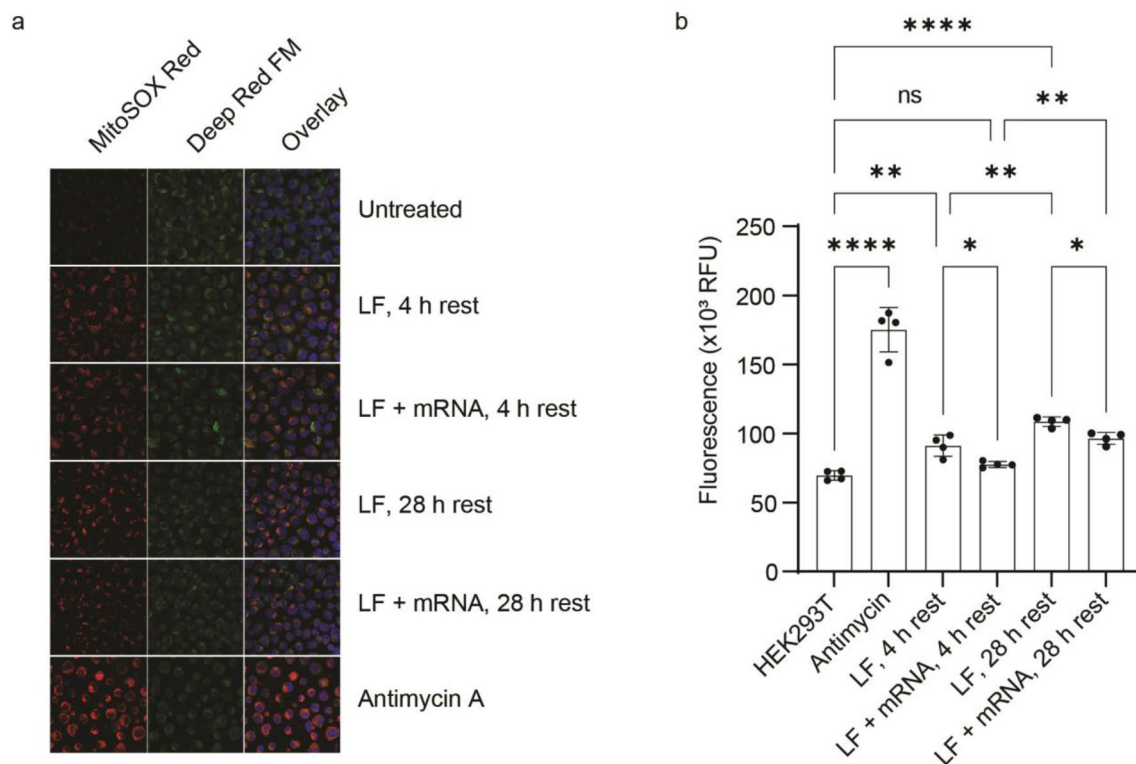 a
MitoSOX Red
Deep Red FM
Overlay
Untreated
LF, 4 h rest
LF + mRNA, 4 h rest
LF, 28 h rest
LF + mRNA, 28 h rest
Antimycin A
b
****
ns
**
**
**
****
*
*
Fluorescence (x10³ RFU)
250
200
150
100
50
0
HEK293T
Antimycin
LF, 4 h rest
LF + mRNA, 4 h rest
LF, 28 h rest
LF + mRNA, 28 h rest